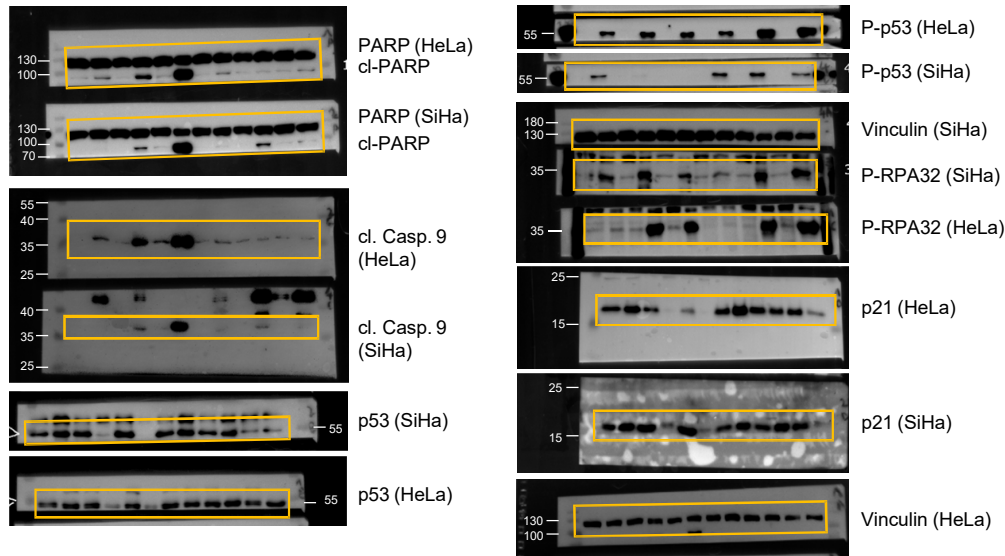 PARP (HeLa)
cl-PARP
130
100
PARP (SiHa)
cl-PARP
130
100
70
55
40
35
25
cl. Casp. 9
(HeLa)
40
35
25
cl. Casp. 9
(SiHa)
55
p53 (SiHa)
55
p53 (HeLa)
55
P-p53 (HeLa)
55
P-p53 (SiHa)
180
130
Vinculin (SiHa)
35
P-RPA32
(SiHa)
35
P-RPA32
(HeLa)
25
15
p21 (HeLa)
25
15
p21 (SiHa)
130
100
Vinculin (HeLa)